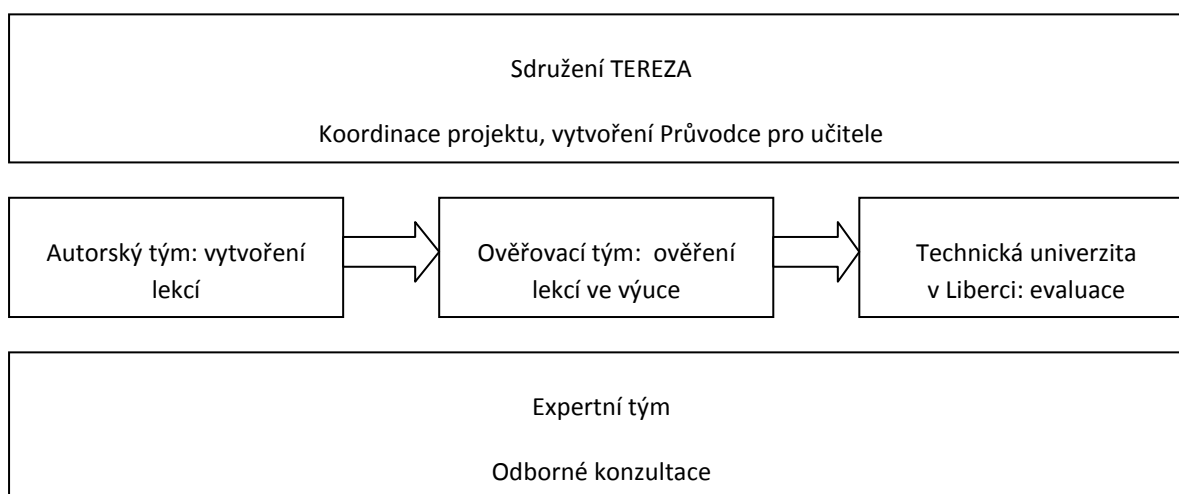 Sdružení TEREZA
Koordinace projektu, vytvoření Průvodce pro učitele
Autorský tým: vytvoření
lekcí
Ověřovací tým: ověření
lekcí ve výuce
Technická univerzita
v Liberci: evaluace
Expertní tým
Odborné konzultace